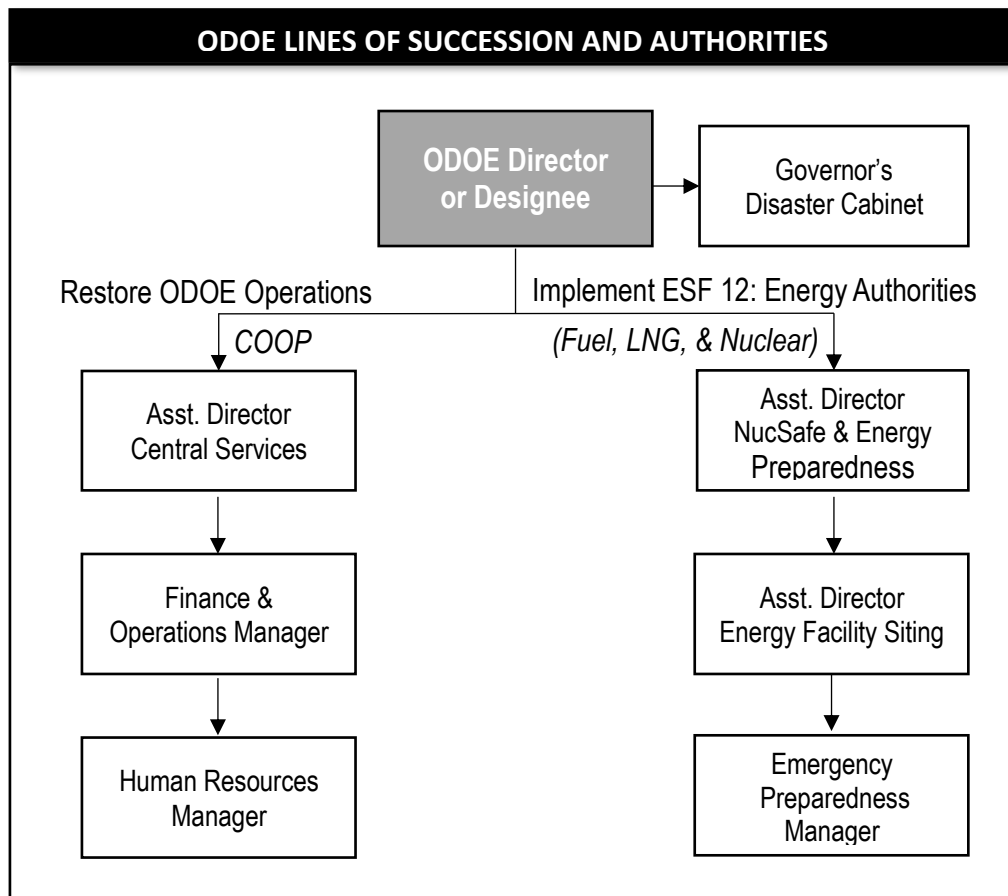 ODOE LINES OF SUCCESSION AND AUTHORITIES
ODOE Director
or Designee
Governor's
Disaster Cabinet
Restore ODOE Operations
COOP
Implement ESF 12: Energy Authorities
(Fuel, LNG, & Nuclear)
Asst. Director
Central Services
Asst. Director
NucSafe & Energy
Preparedness
Finance &
Operations Manager
Asst. Director
Energy Facility Siting
Human Resources
Manager
Emergency
Preparedness
Manager